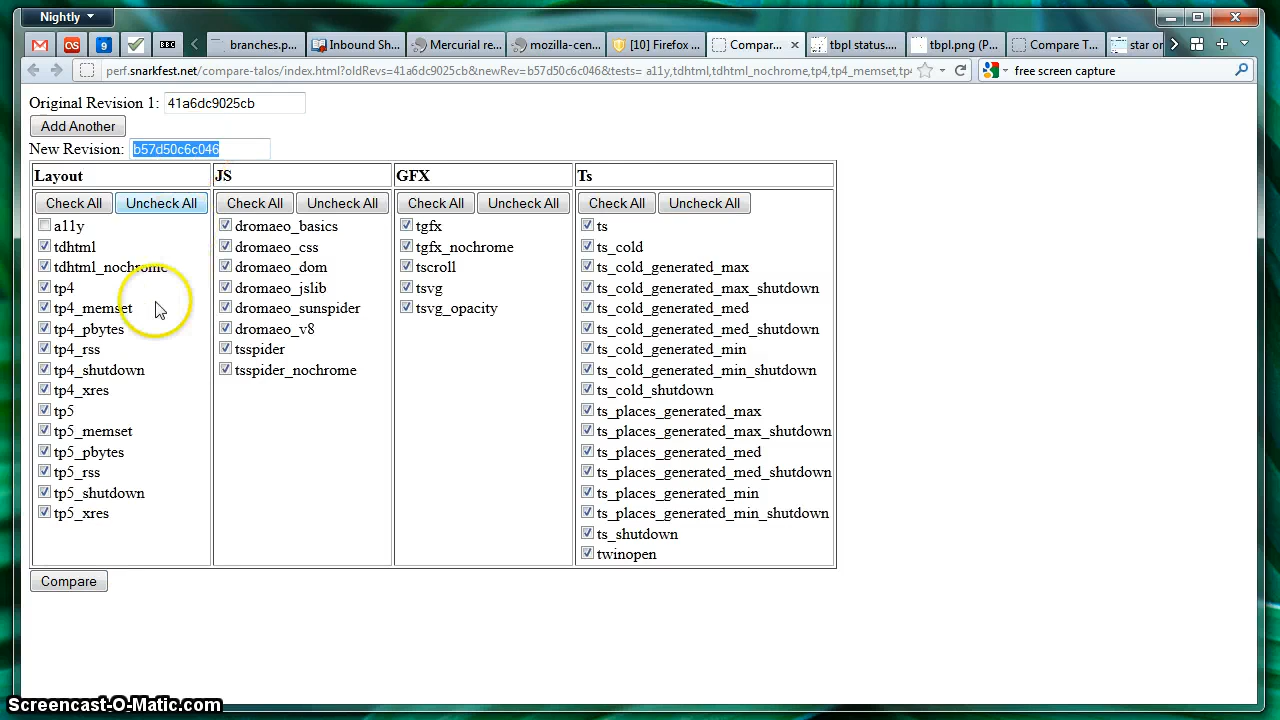 Nightly
branches.p...
Inbound Sh...
Mercurial re...
mozilla-cen...
[10] Firefox ...
Compar...
tbpl status....
tbpl.png (P...
Compare T...
star or
perf.snarkfest.net/compare-talos/index.html?oldRevs=41a6dc9025cb&newRev=b57d50c6c046&tests= a11y,tdhtml,tdhtml_nochrome,tp4,tp4_memset,tp4
free screen capture
Original Revision 1: 41a6dc9025cb
Add Another
New Revision: b57d50c6c046
Layout JS GFX Ts
Check All Uncheck All Check All Uncheck All Check All Uncheck All Check All Uncheck All
a11y dromaeo_basics tgfx ts
tdhtml dromaeo_css tgfx_nochrome ts_cold
tdhtml_nochrome dromaeo_dom tscroll ts_cold_generated_max
tp4 dromaeo_jslib tsvg ts_cold_generated_max_shutdown
tp4_memset dromaeo_sunspider tsvg_opacity ts_cold_generated_med
tp4_pbytes dromaeo_v8 ts_cold_generated_med_shutdown
tp4_rss tsspider ts_cold_generated_min
tp4_shutdown tsspider_nochrome ts_cold_generated_min_shutdown
tp4_xres ts_cold_shutdown
tp5 ts_places_generated_max
tp5_memset ts_places_generated_max_shutdown
tp5_pbytes ts_places_generated_med
tp5_rss ts_places_generated_med_shutdown
tp5_shutdown ts_places_generated_min
tp5_xres ts_places_generated_min_shutdown
ts_shutdown
twinopen
Compare
Screencast-O-Matic.com